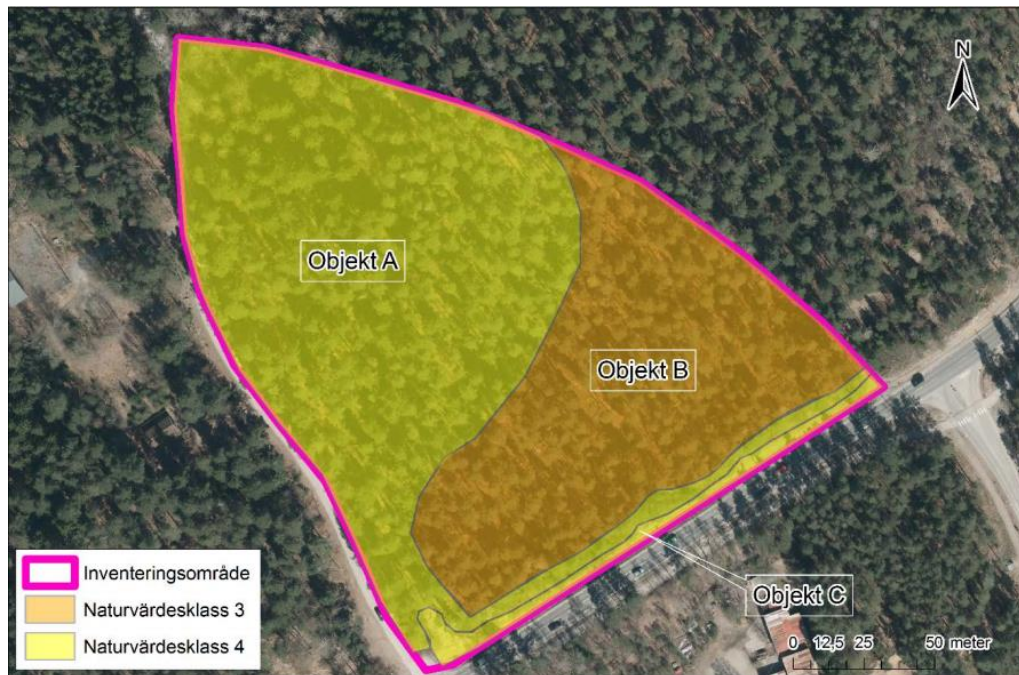 N
Objekt A
Objekt B
Objekt C
Inventeringsområde
Naturvärdesklass 3
Naturvärdesklass 4
0 12,5 25 50 meter